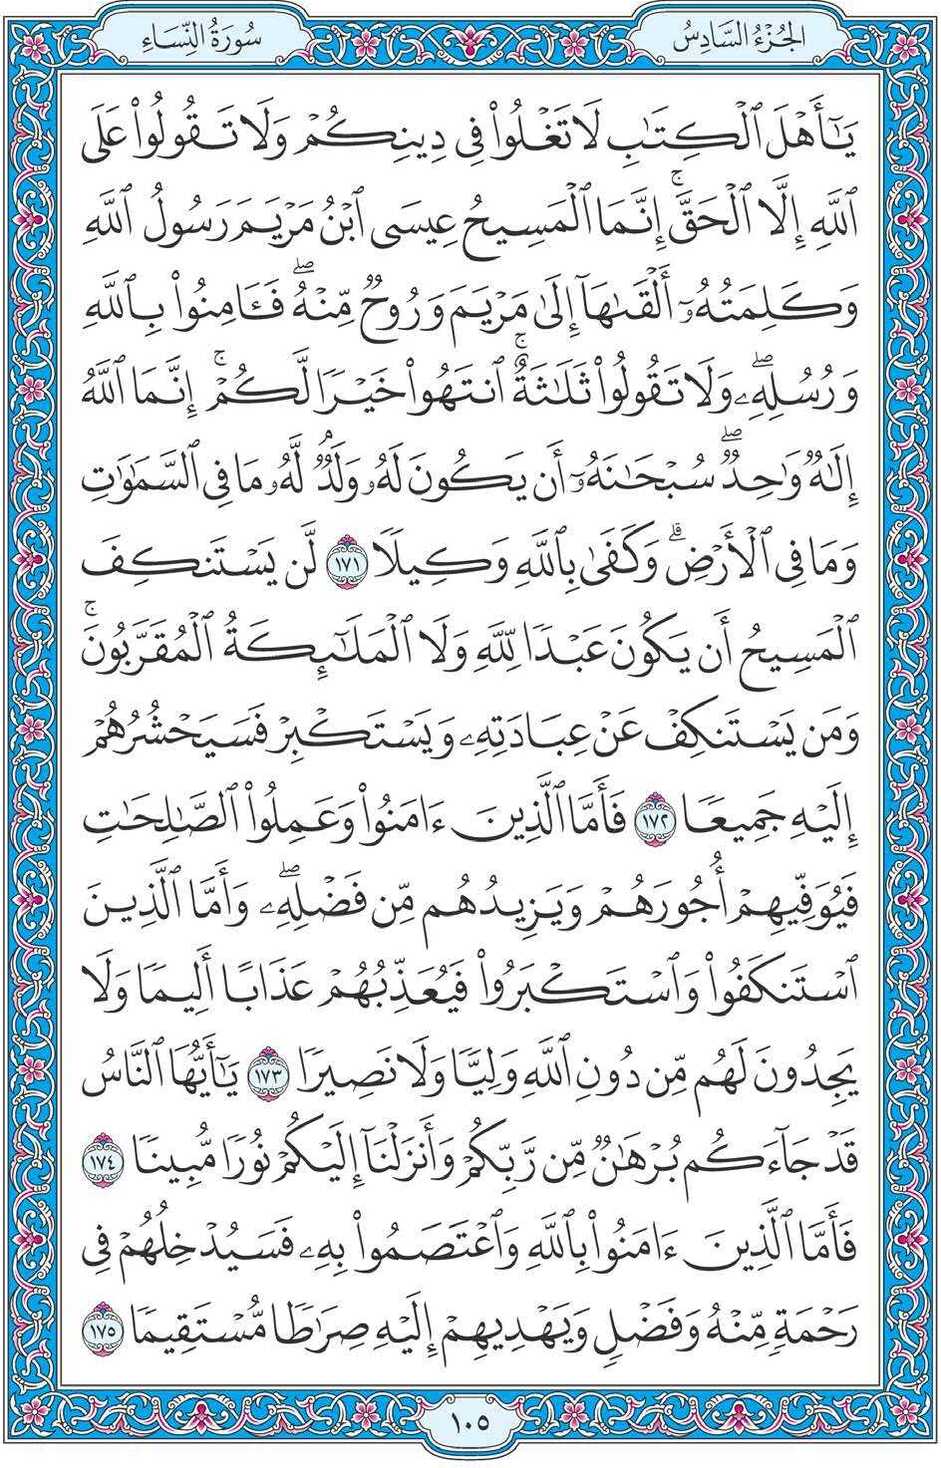 الجُزْءُ السَّادِسُ
سُورَةُ النِّسَاءِ
يَٰٓأَهْلَ ٱلْكِتَٰبِ لَا تَغْلُوا۟ فِى دِينِكُمْ وَلَا تَقُولُوا۟ عَلَى
ٱللَّهِ إِلَّا ٱلْحَقَّ ۚ إِنَّمَا ٱلْمَسِيحُ عِيسَى ٱبْنُ مَرْيَمَ رَسُولُ ٱللَّهِ
وَكَلِمَتُهُۥٓ أَلْقَىٰهَآ إِلَىٰ مَرْيَمَ وَرُوحٌ مِّنْهُ ۖ فَـَٔامِنُوا۟ بِٱللَّهِ
وَرُسُلِهِۦ ۖ وَلَا تَقُولُوا۟ ثَلَٰثَةٌ ۚ ٱنتَهُوا۟ خَيْرًا لَّكُمْ ۚ إِنَّمَا ٱللَّهُ
إِلَٰهٌ وَٰحِدٌ ۖ سُبْحَٰنَهُۥٓ أَن يَكُونَ لَهُۥ وَلَدٌ ۘ لَّهُۥ مَا فِى ٱلسَّمَٰوَٰتِ
وَمَا فِى ٱلْأَرْضِ ۗ وَكَفَىٰ بِٱللَّهِ وَكِيلًا ١٧١ لَّن يَسْتَنكِفَ
ٱلْمَسِيحُ أَن يَكُونَ عَبْدًا لِّلَّهِ وَلَا ٱلْمَلَٰٓئِكَةُ ٱلْمُقَرَّبُونَ ۚ
وَمَن يَسْتَنكِفْ عَنْ عِبَادَتِهِۦ وَيَسْتَكْبِرْ فَسَيَحْشُرُهُمْ
إِلَيْهِ جَمِيعًا ١٧٢ فَأَمَّا ٱلَّذِينَ ءَامَنُوا۟ وَعَمِلُوا۟ ٱلصَّٰلِحَٰتِ
فَيُوَفِّيهِمْ أُجُورَهُمْ وَيَزِيدُهُم مِّن فَضْلِهِۦ ۖ وَأَمَّا ٱلَّذِينَ
ٱسْتَنكَفُوا۟ وَٱسْتَكْبَرُوا۟ فَيُعَذِّبُهُمْ عَذَابًا أَلِيمًا وَلَا
يَجِدُونَ لَهُم مِّن دُونِ ٱللَّهِ وَلِيًّا وَلَا نَصِيرًا ١٧٣ يَٰٓأَيُّهَا ٱلنَّاسُ
قَدْ جَآءَكُم بُرْهَٰنٌ مِّن رَّبِّكُمْ وَأَنزَلْنَآ إِلَيْكُمْ نُورًا مُّبِينًا ١٧٤
فَأَمَّا ٱلَّذِينَ ءَامَنُوا۟ بِٱللَّهِ وَٱعْتَصَمُوا۟ بِهِۦ فَسَيُدْخِلُهُمْ فِى
رَحْمَةٍ مِّنْهُ وَفَضْلٍ وَيَهْدِيهِمْ إِلَيْهِ صِرَٰطًا مُّسْتَقِيمًا ١٧٥
١٠٥